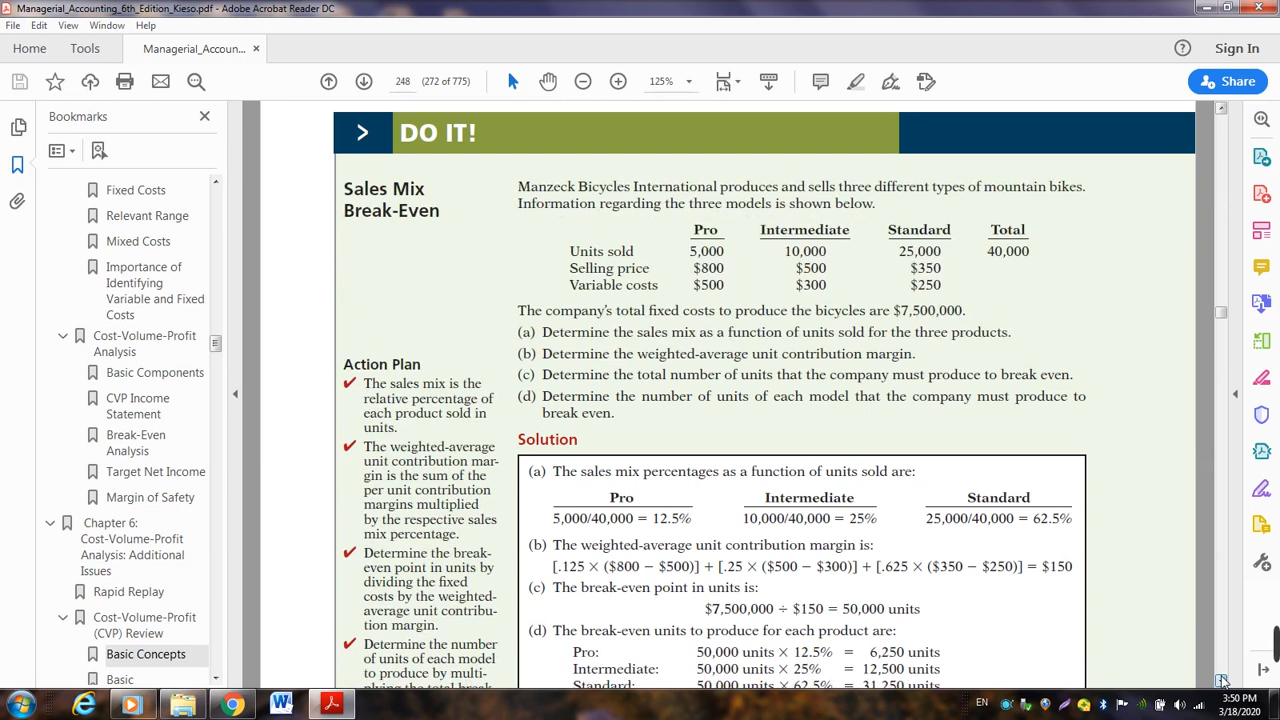 Managerial_Accounting_6th_Edition_Kieso.pdf - Adobe Acrobat Reader DC
File Edit View Window Help
Home Tools Managerial_Accoun... × Sign In
248 (272 of 775) 125% Share
Bookmarks
Fixed Costs
Relevant Range
Mixed Costs
Importance of
Identifying
Variable and Fixed
Costs
Cost-Volume-Profit
Analysis
Basic Components
CVP Income
Statement
Break-Even
Analysis
Target Net Income
Margin of Safety
Chapter 6:
Cost-Volume-Profit
Analysis: Additional
Issues
Rapid Replay
Cost-Volume-Profit
(CVP) Review
Basic Concepts
Basic
> DO IT!
Sales Mix
Break-Even
Action Plan
✔ The sales mix is the
relative percentage of
each product sold in
units.
✔ The weighted-average
unit contribution mar-
gin is the sum of the
per unit contribution
margins multiplied
by the respective sales
mix percentage.
✔ Determine the break-
even point in units by
dividing the fixed
costs by the weighted-
average unit contribu-
tion margin.
✔ Determine the number
of units of each model
to produce by multi-
plying the total break-
Manzeck Bicycles International produces and sells three different types of mountain bikes.
Information regarding the three models is shown below.
Pro Intermediate Standard Total
Units sold 5,000 10,000 25,000 40,000
Selling price $800 $500 $350
Variable costs $500 $300 $250
The company's total fixed costs to produce the bicycles are $7,500,000.
(a) Determine the sales mix as a function of units sold for the three products.
(b) Determine the weighted-average unit contribution margin.
(c) Determine the total number of units that the company must produce to break even.
(d) Determine the number of units of each model that the company must produce to
break even.
Solution
(a) The sales mix percentages as a function of units sold are:
Pro Intermediate Standard
5,000/40,000 = 12.5% 10,000/40,000 = 25% 25,000/40,000 = 62.5%
(b) The weighted-average unit contribution margin is:
[.125 × ($800 − $500)] + [.25 × ($500 − $300)] + [.625 × ($350 − $250)] = $150
(c) The break-even point in units is:
$7,500,000 ÷ $150 = 50,000 units
(d) The break-even units to produce for each product are:
Pro: 50,000 units × 12.5% = 6,250 units
Intermediate: 50,000 units × 25% = 12,500 units
Standard: 50,000 units × 62.5% = 31,250 units
EN 3:50 PM
3/18/2020